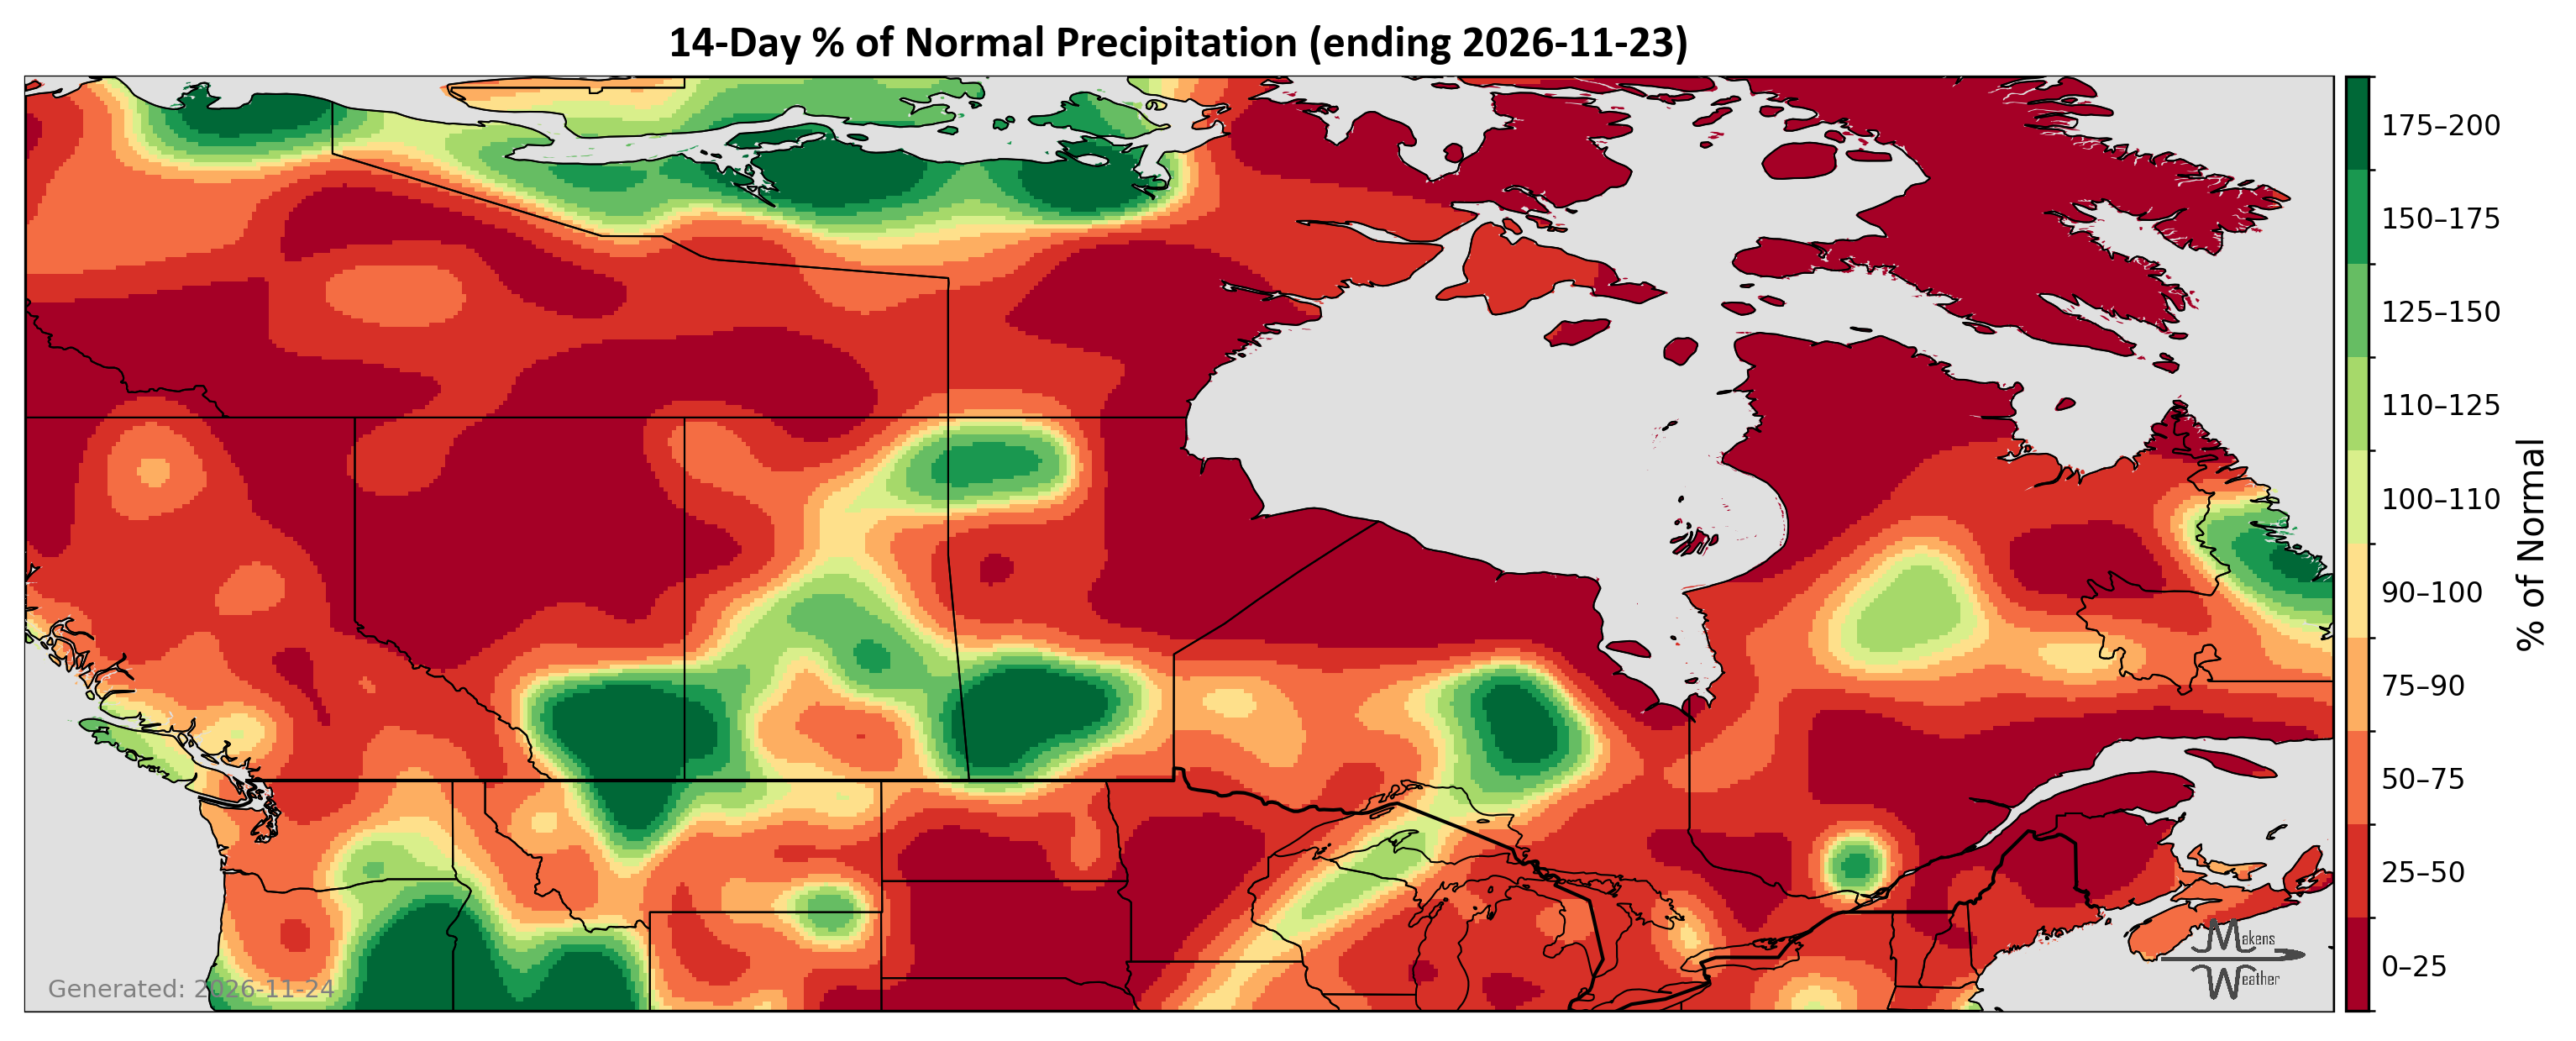 14-Day % of Normal Precipitation (ending 2026-11-23)
175–200
150–175
125–150
110–125
100–110
90–100
75–90
50–75
25–50
0–25
% of Normal
Generated: 2026-11-24
Makens
Weather